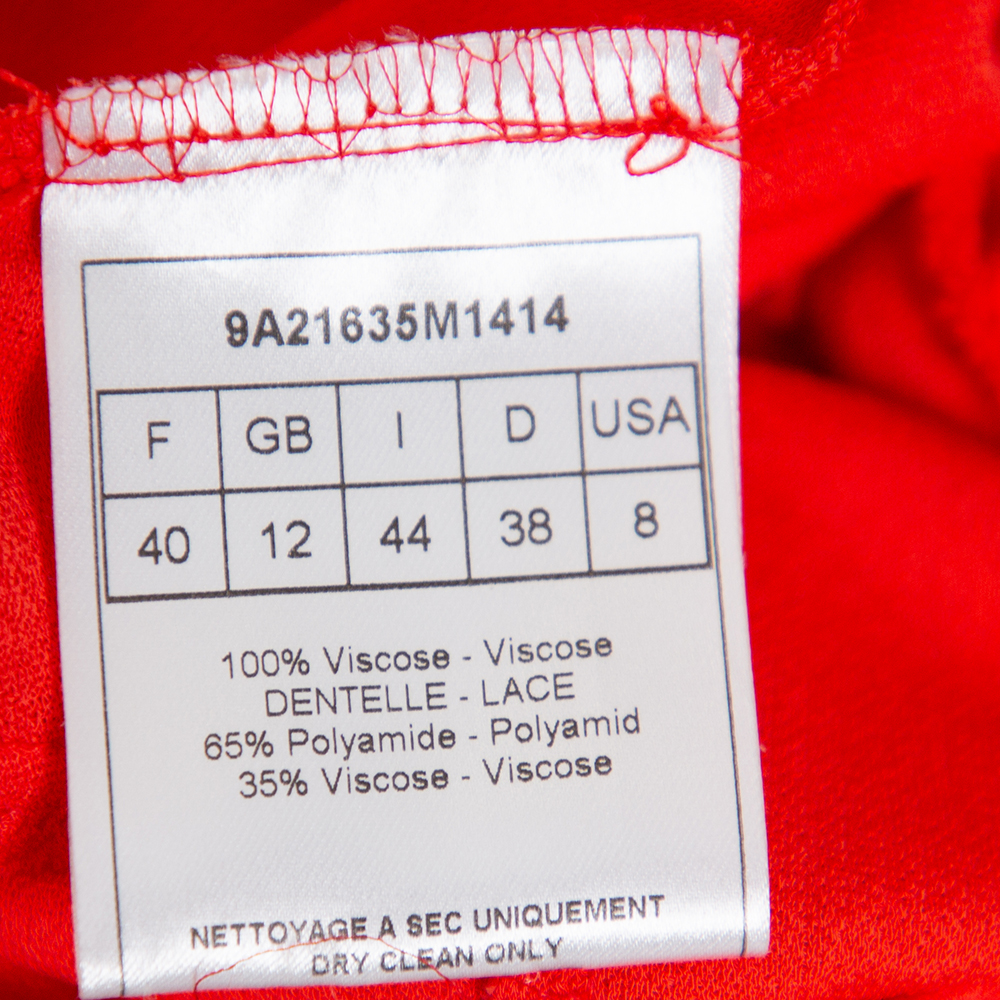 9A21635M1414
F GB I D USA
40 12 44 38 8
100% Viscose - Viscose
DENTELLE - LACE
65% Polyamide - Polyamid
35% Viscose - Viscose
NETTOYAGE A SEC UNIQUEMENT
DRY CLEAN ONLY